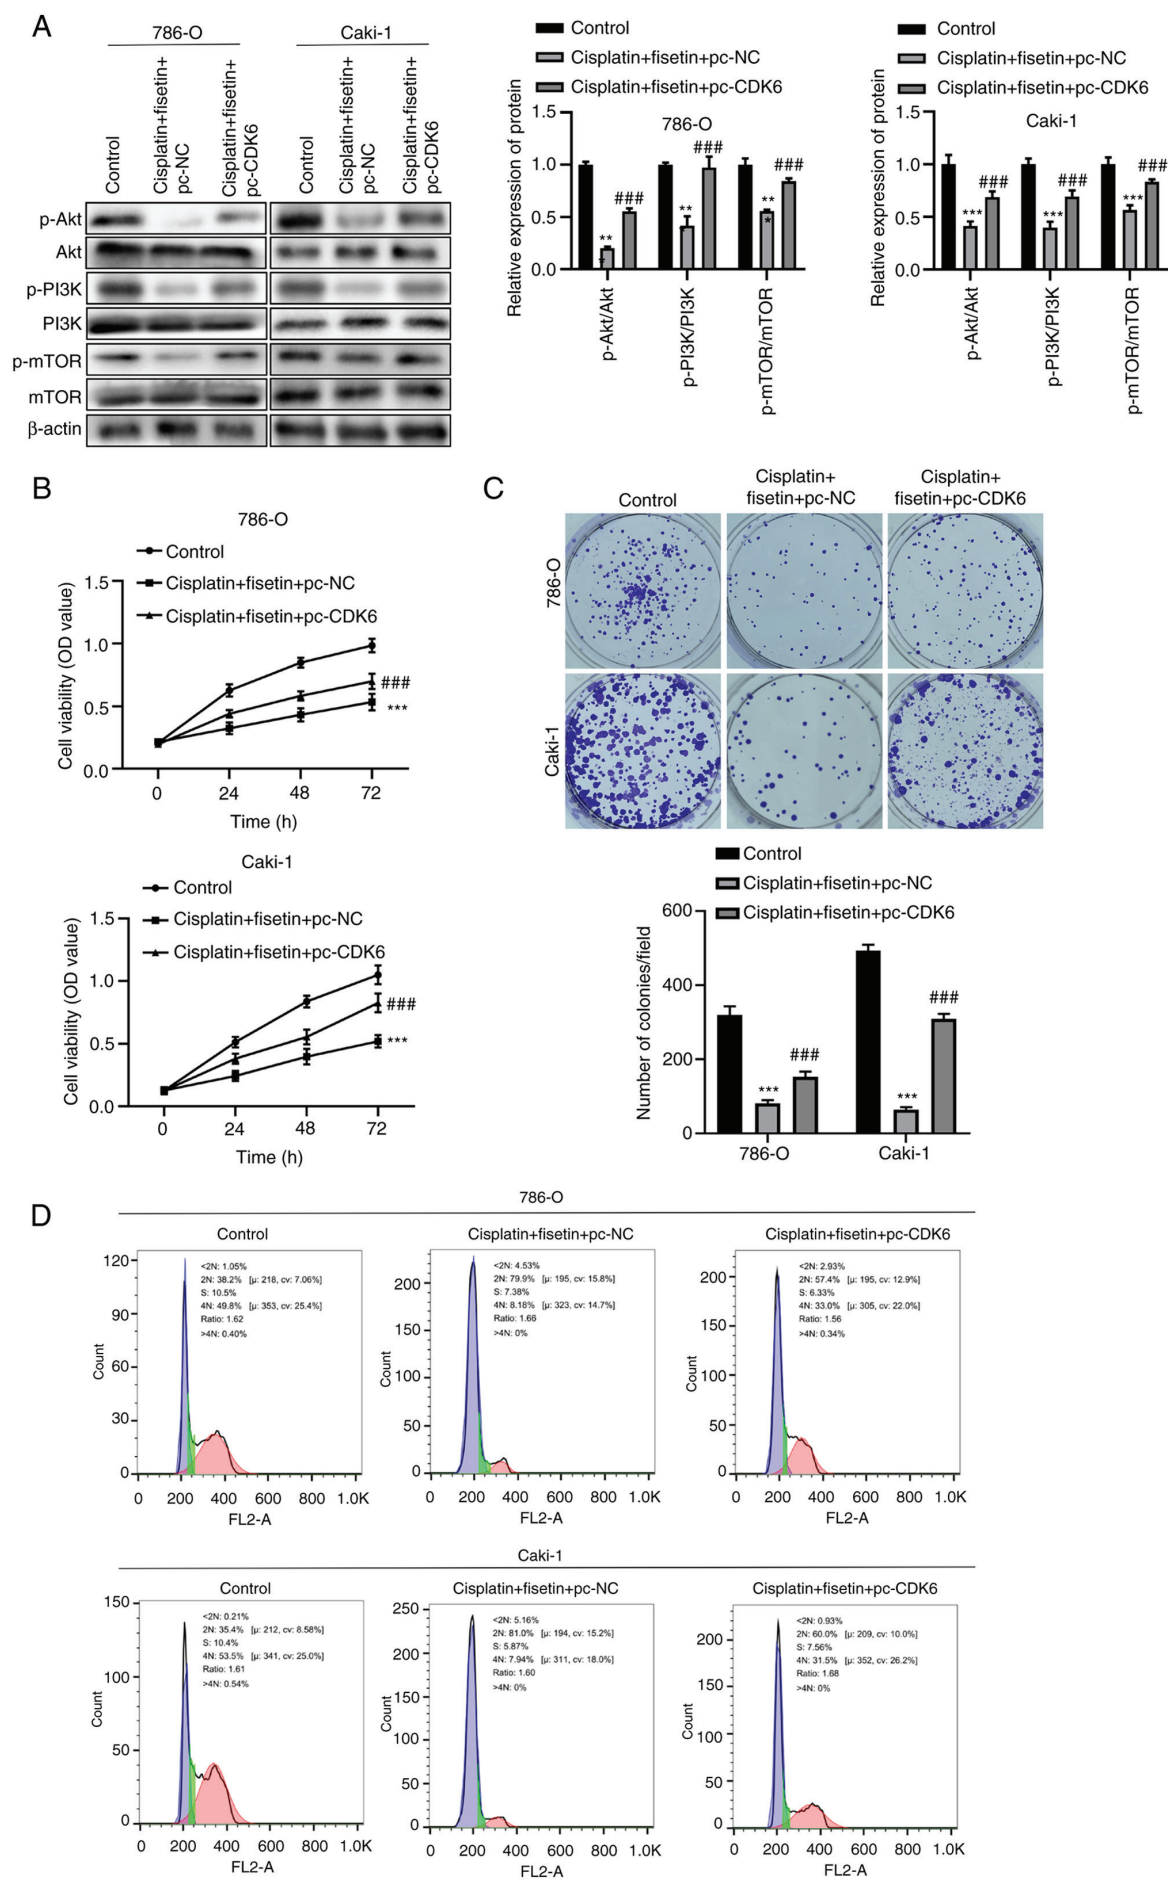 A
786-O
Caki-1
Control
Cisplatin+fisetin+
pc-NC
Cisplatin+fisetin+
pc-CDK6
Control
Cisplatin+fisetin+
pc-NC
Cisplatin+fisetin+
pc-CDK6
p-Akt
Akt
p-PI3K
PI3K
p-mTOR
mTOR
β-actin
Control
Cisplatin+fisetin+pc-NC
Cisplatin+fisetin+pc-CDK6
Relative expression of protein
1.5
1.0
0.5
0.0
786-O
**
*
###
**
*
###
**
*
###
p-Akt/Akt
p-PI3K/PI3K
p-mTOR/mTOR
Control
Cisplatin+fisetin+pc-NC
Cisplatin+fisetin+pc-CDK6
Relative expression of protein
1.5
1.0
0.5
0.0
Caki-1
***
###
***
###
***
###
p-Akt/Akt
p-PI3K/PI3K
p-mTOR/mTOR
B
786-O
Control
Cisplatin+fisetin+pc-NC
Cisplatin+fisetin+pc-CDK6
Cell viability (OD value)
1.5
1.0
0.5
0.0
###
***
0 24 48 72
Time (h)
Caki-1
Control
Cisplatin+fisetin+pc-NC
Cisplatin+fisetin+pc-CDK6
Cell viability (OD value)
1.5
1.0
0.5
0.0
###
***
0 24 48 72
Time (h)
C
Control
Cisplatin+
fisetin+pc-NC
Cisplatin+
fisetin+pc-CDK6
786-O
Caki-1
Control
Cisplatin+fisetin+pc-NC
Cisplatin+fisetin+pc-CDK6
Number of colonies/field
600
400
200
0
***
###
***
###
786-O Caki-1
D
786-O
Control
<2N: 1.05%
2N: 38.2% [µ: 218, cv: 7.06%]
S: 10.5%
4N: 49.8% [µ: 353, cv: 25.4%]
Ratio: 1.62
>4N: 0.40%
Count
120
90
60
30
0
0 200 400 600 800 1.0K
FL2-A
Cisplatin+fisetin+pc-NC
<2N: 4.53%
2N: 79.9% [µ: 195, cv: 15.8%]
S: 7.38%
4N: 8.18% [µ: 323, cv: 14.7%]
Ratio: 1.66
>4N: 0%
Count
200
150
100
50
0
0 200 400 600 800 1.0K
FL2-A
Cisplatin+fisetin+pc-CDK6
<2N: 2.93%
2N: 57.4% [µ: 195, cv: 12.9%]
S: 6.33%
4N: 33.0% [µ: 305, cv: 22.0%]
Ratio: 1.56
>4N: 0.34%
Count
200
150
100
50
0
0 200 400 600 800 1.0K
FL2-A
Caki-1
Control
<2N: 0.21%
2N: 35.4% [µ: 212, cv: 8.58%]
S: 10.4%
4N: 53.5% [µ: 341, cv: 25.0%]
Ratio: 1.61
>4N: 0.54%
Count
150
100
50
0
0 200 400 600 800 1.0K
FL2-A
Cisplatin+fisetin+pc-NC
<2N: 5.16%
2N: 81.0% [µ: 194, cv: 15.2%]
S: 5.87%
4N: 7.94% [µ: 311, cv: 18.0%]
Ratio: 1.60
>4N: 0%
Count
250
200
150
100
50
0
0 200 400 600 800 1.0K
FL2-A
Cisplatin+fisetin+pc-CDK6
<2N: 0.93%
2N: 60.0% [µ: 209, cv: 10.0%]
S: 7.56%
4N: 31.5% [µ: 352, cv: 26.2%]
Ratio: 1.68
>4N: 0%
Count
200
150
100
50
0
0 200 400 600 800 1.0K
FL2-A